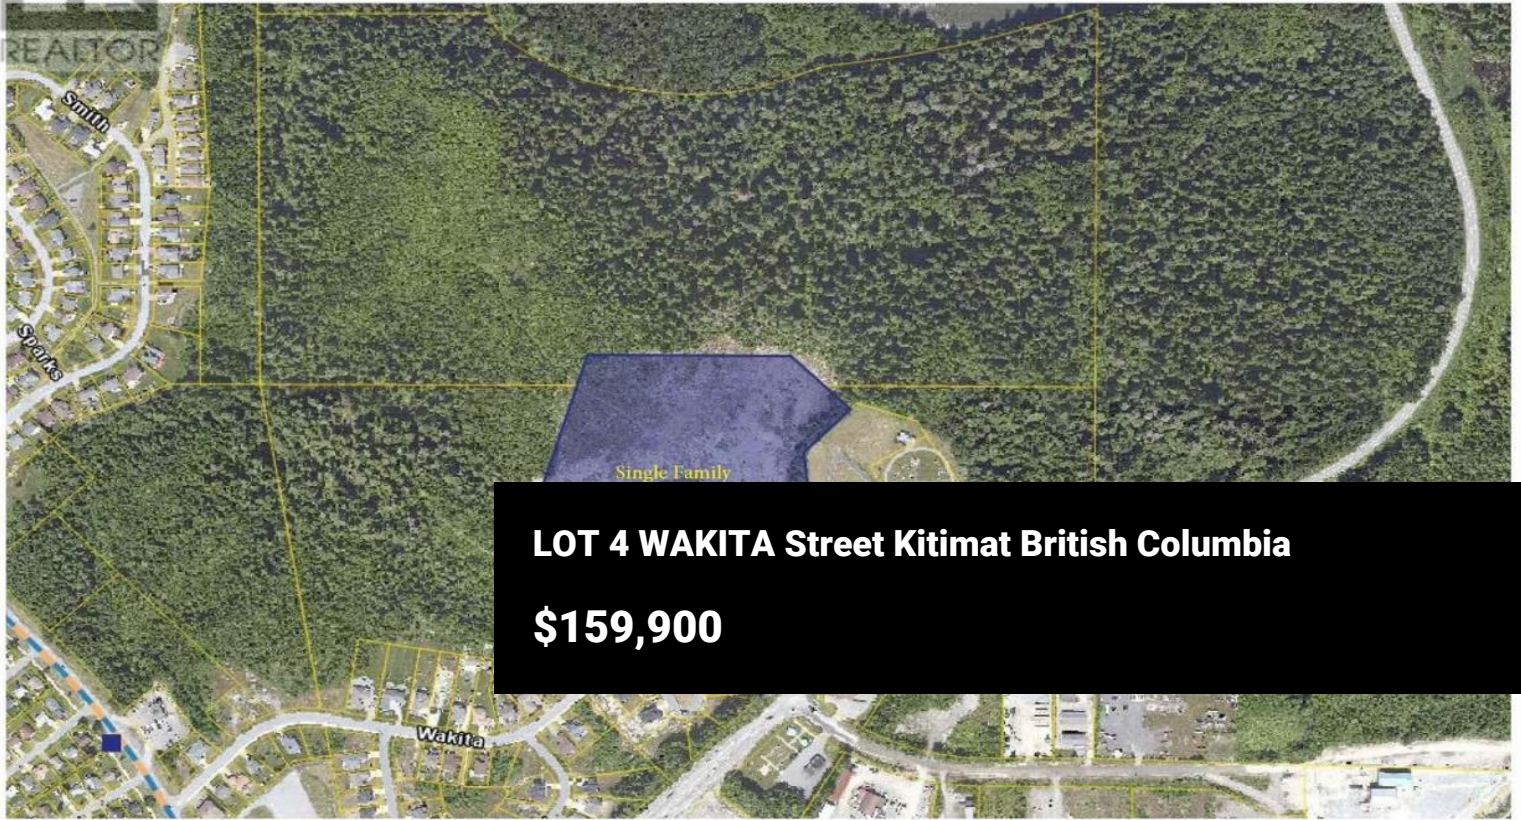 REALTOR
Smith
Sparks
Single Family
LOT 4 WAKITA Street Kitimat British Columbia
$159,900
Wakita